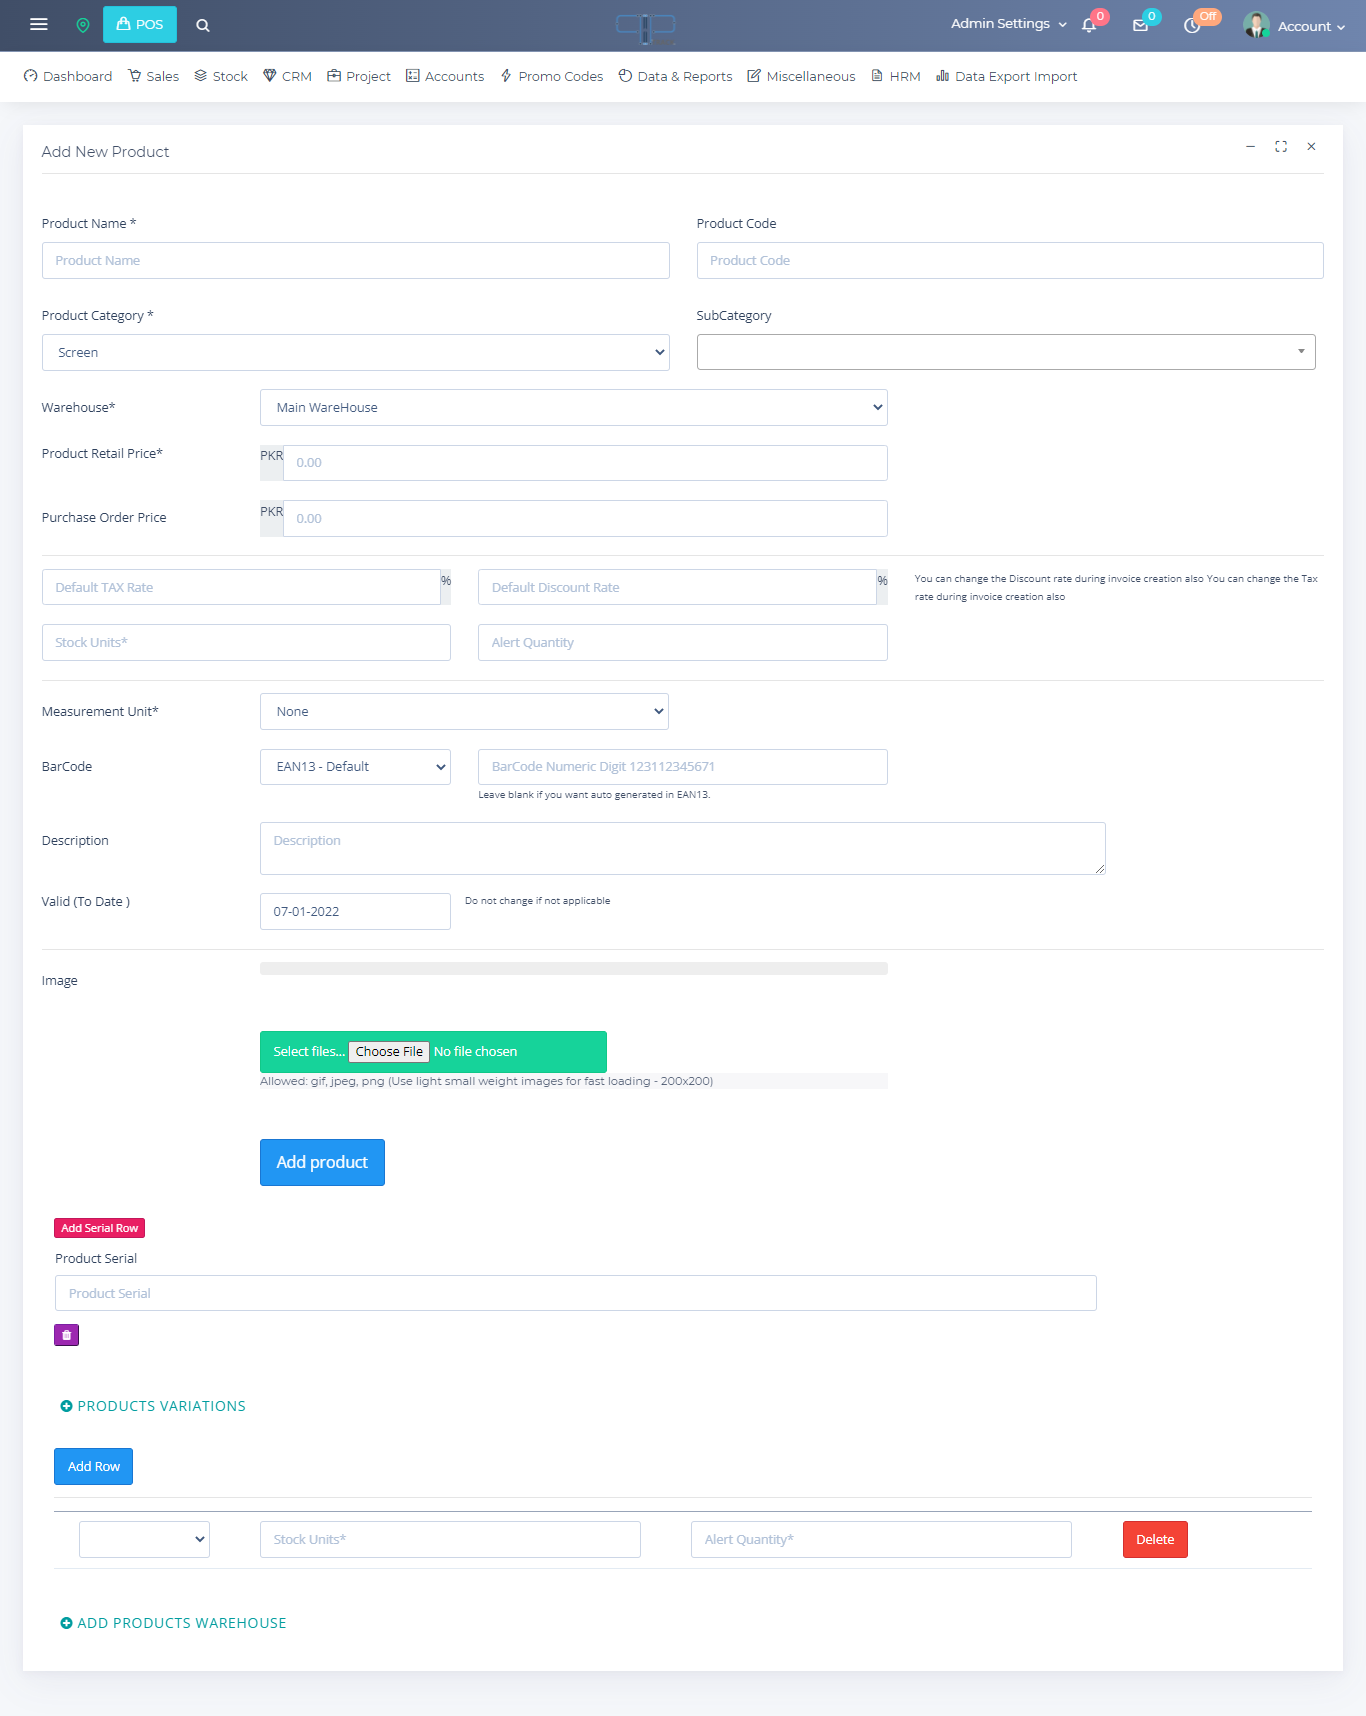 POS
Admin Settings
0
0
Off
Account
Dashboard
Sales
Stock
CRM
Project
Accounts
Promo Codes
Data & Reports
Miscellaneous
HRM
Data Export Import
Add New Product
Product Name *
Product Code
Product Name
Product Code
Product Category *
SubCategory
Screen
Warehouse*
Main WareHouse
Product Retail Price*
PKR
0.00
Purchase Order Price
PKR
0.00
Default TAX Rate
%
Default Discount Rate
%
You can change the Discount rate during invoice creation also You can change the Tax
rate during invoice creation also
Stock Units*
Alert Quantity
Measurement Unit*
None
BarCode
EAN13 - Default
BarCode Numeric Digit 123112345671
Leave blank if you want auto generated in EAN13.
Description
Description
Valid (To Date )
07-01-2022
Do not change if not applicable
Image
Select files... Choose File No file chosen
Allowed: gif, jpeg, png (Use light small weight images for fast loading - 200x200)
Add product
Add Serial Row
Product Serial
Product Serial
PRODUCTS VARIATIONS
Add Row
Stock Units*
Alert Quantity*
Delete
ADD PRODUCTS WAREHOUSE